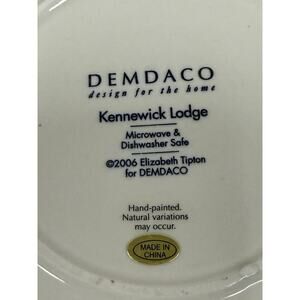 DEMDACO
design for the home
Kennewick Lodge
Microwave &
Dishwasher Safe
©2006 Elizabeth Tipton
for DEMDACO
Hand-painted.
Natural variations
may occur.
MADE IN
CHINA